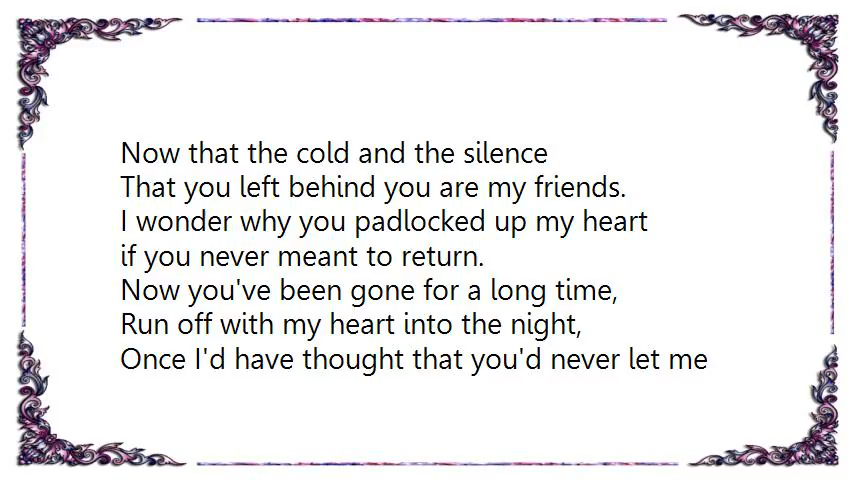 Now that the cold and the silence
That you left behind you are my friends.
I wonder why you padlocked up my heart
if you never meant to return.
Now you've been gone for a long time,
Run off with my heart into the night,
Once I'd have thought that you'd never let me